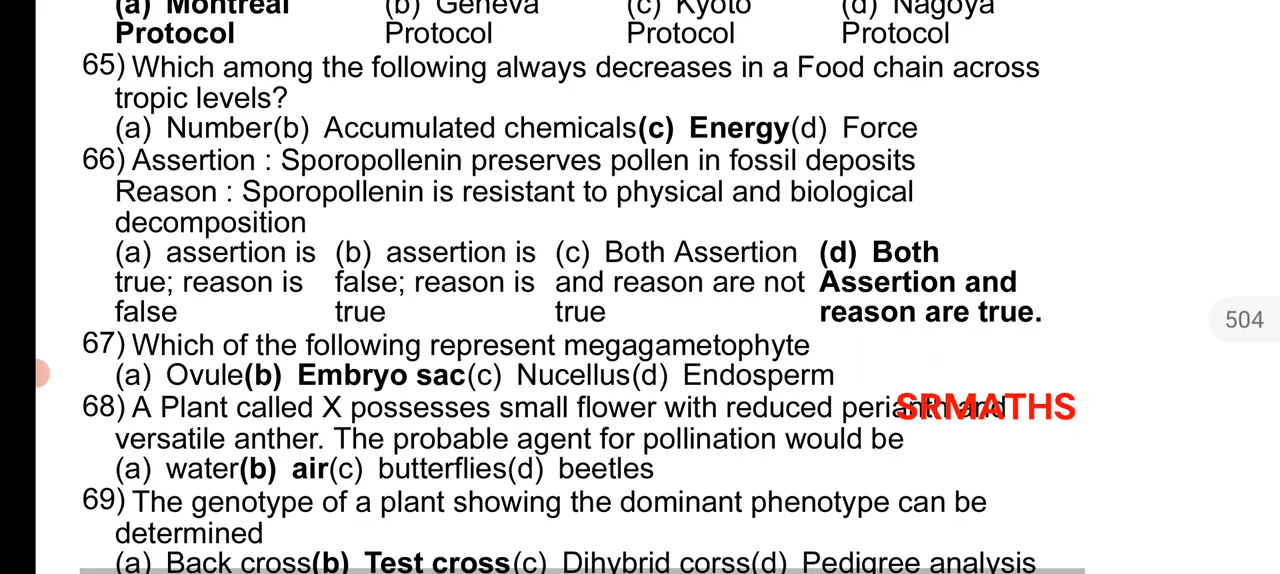 (a) Montreal (b) Geneva (c) Kyoto (d) Nagoya
Protocol Protocol Protocol Protocol
65) Which among the following always decreases in a Food chain across
tropic levels?
(a) Number(b) Accumulated chemicals(c) Energy(d) Force
66) Assertion : Sporopollenin preserves pollen in fossil deposits
Reason : Sporopollenin is resistant to physical and biological
decomposition
(a) assertion is (b) assertion is (c) Both Assertion (d) Both
true; reason is false; reason is and reason are not Assertion and
false true true reason are true.
504
67) Which of the following represent megagametophyte
(a) Ovule(b) Embryo sac(c) Nucellus(d) Endosperm
68) A Plant called X possesses small flower with reduced perianth and
SRMATHS
versatile anther. The probable agent for pollination would be
(a) water(b) air(c) butterflies(d) beetles
69) The genotype of a plant showing the dominant phenotype can be
determined
(a) Back cross(b) Test cross(c) Dihybrid corss(d) Pedigree analysis